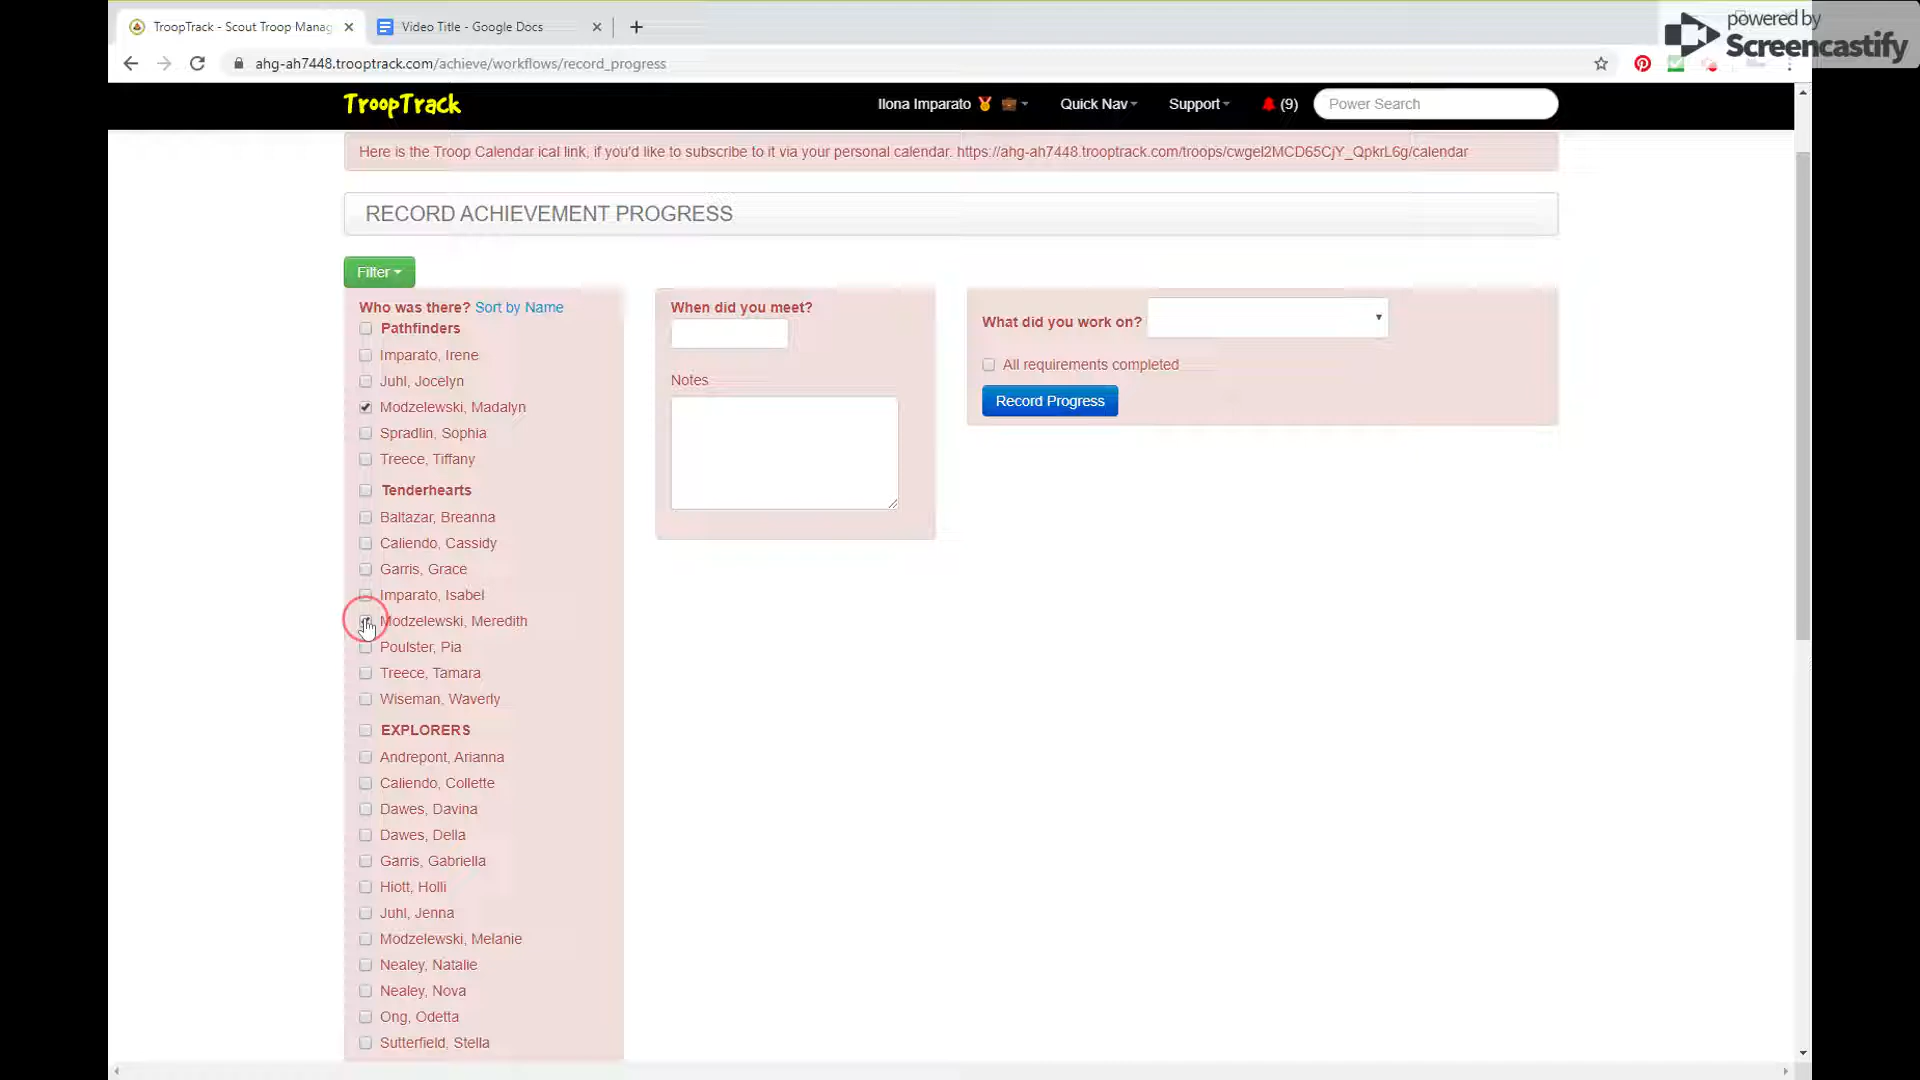 TroopTrack - Scout Troop Manag
Video Title - Google Docs
powered by
Screencastify
ahg-ah7448.trooptrack.com/achieve/workflows/record_progress
TroopTrack
Ilona Imparato
Quick Nav
Support
(9)
Power Search
Here is the Troop Calendar ical link, if you'd like to subscribe to it via your personal calendar. https://ahg-ah7448.trooptrack.com/troops/cwgel2MCD65CjY_QpkrL6g/calendar
RECORD ACHIEVEMENT PROGRESS
Filter
Who was there? Sort by Name
Pathfinders
Imparato, Irene
Juhl, Jocelyn
Modzelewski, Madalyn
Spradlin, Sophia
Treece, Tiffany
Tenderhearts
Baltazar, Breanna
Caliendo, Cassidy
Garris, Grace
Imparato, Isabel
Modzelewski, Meredith
Poulster, Pia
Treece, Tamara
Wiseman, Waverly
EXPLORERS
Andrepont, Arianna
Caliendo, Collette
Dawes, Davina
Dawes, Della
Garris, Gabriella
Hiott, Holli
Juhl, Jenna
Modzelewski, Melanie
Nealey, Natalie
Nealey, Nova
Ong, Odetta
Sutterfield, Stella
When did you meet?
Notes
What did you work on?
All requirements completed
Record Progress